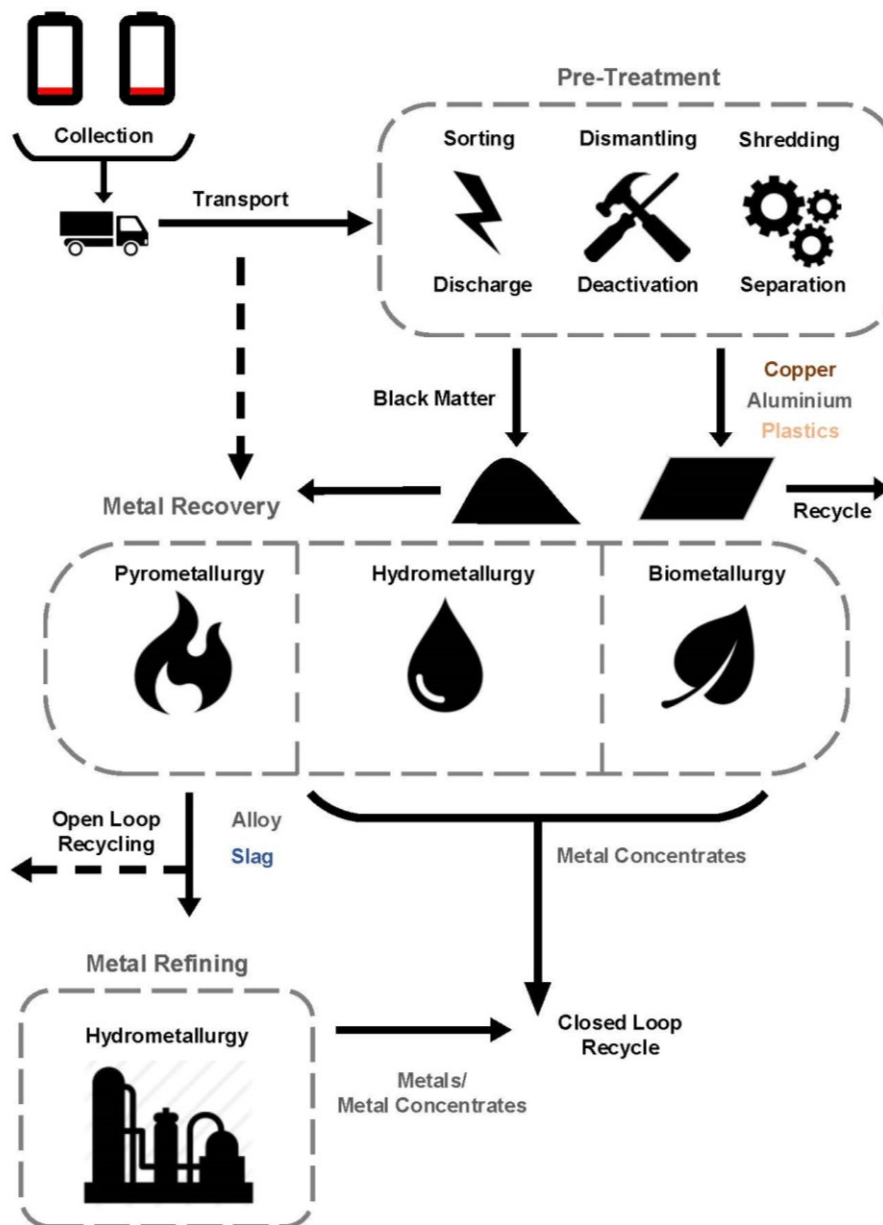 Pre-Treatment
Collection
Sorting
Dismantling
Shredding
Transport
Discharge
Deactivation
Separation
Black Matter
Copper
Aluminium
Plastics
Metal Recovery
Recycle
Pyrometallurgy
Hydrometallurgy
Biometallurgy
Open Loop
Recycling
Alloy
Slag
Metal Concentrates
Metal Refining
Hydrometallurgy
Closed Loop
Recycle
Metals/
Metal Concentrates